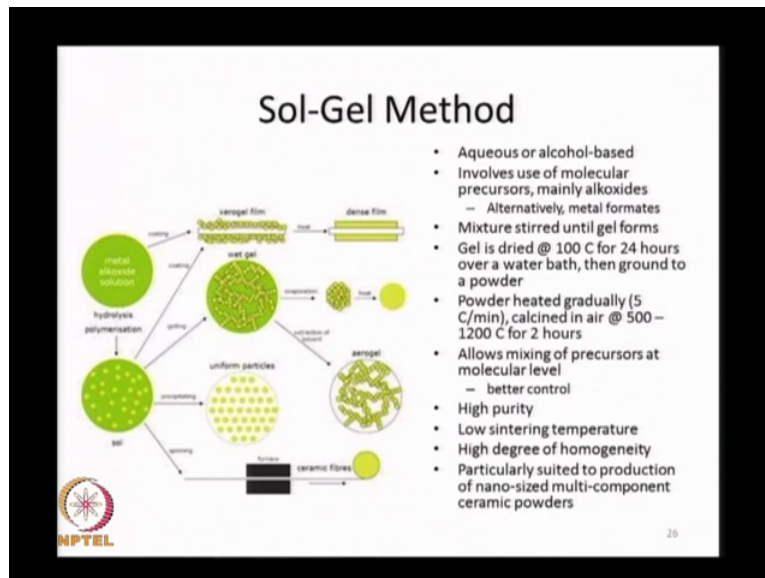 Sol-Gel Method
• Aqueous or alcohol-based
• Involves use of molecular
precursors, mainly alkoxides
– Alternatively, metal formates
• Mixture stirred until gel forms
• Gel is dried @ 100 C for 24 hours
over a water bath, then ground to
a powder
• Powder heated gradually (5
C/min), calcined in air @ 500 –
1200 C for 2 hours
• Allows mixing of precursors at
molecular level
– better control
• High purity
• Low sintering temperature
• High degree of homogeneity
• Particularly suited to production
of nano-sized multi-component
ceramic powders
xerogel film
dense film
coating
heat
metal
alkoxide
solution
coating
wet gel
evaporation
heat
hydrolysis
polymerisation
gelling
extraction of
solvent
aerogel
uniform particles
precipitating
sol
spinning
furnace
ceramic fibres
NPTEL
26